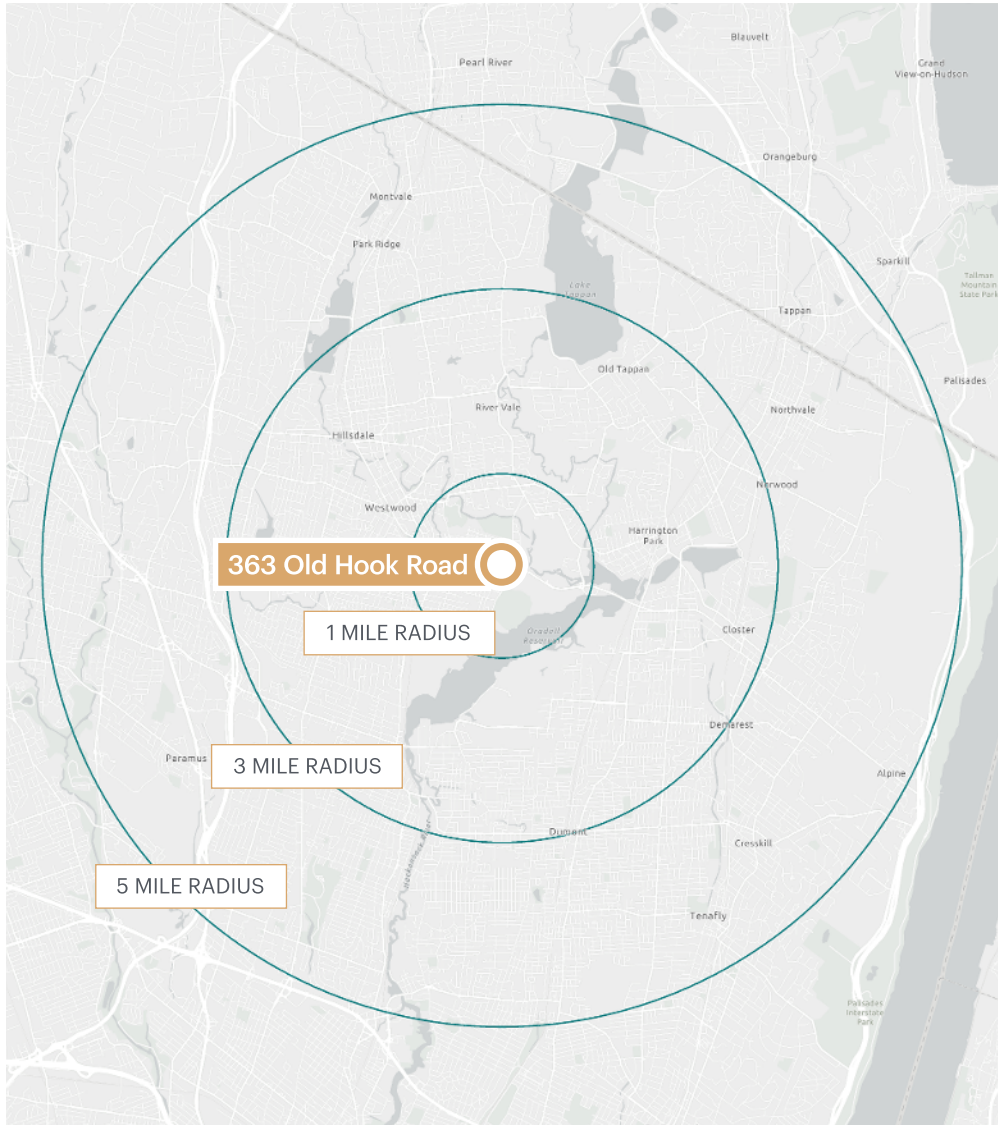 Blauvelt
Pearl River
Grand
View-on-Hudson
Orangeburg
Montvale
Park Ridge
Sparkill
Tallman
Mountain
State Park
Lake
Tappan
Tappan
Old Tappan
Palisades
River Vale
Northvale
Hillsdale
Norwood
Westwood
Harrington
Park
363 Old Hook Road
1 MILE RADIUS
Oradell
Reservoir
Closter
Demarest
Paramus
3 MILE RADIUS
Alpine
Dumont
Cresskill
Hackensack River
5 MILE RADIUS
Tenafly
Palisades
Interstate
Park